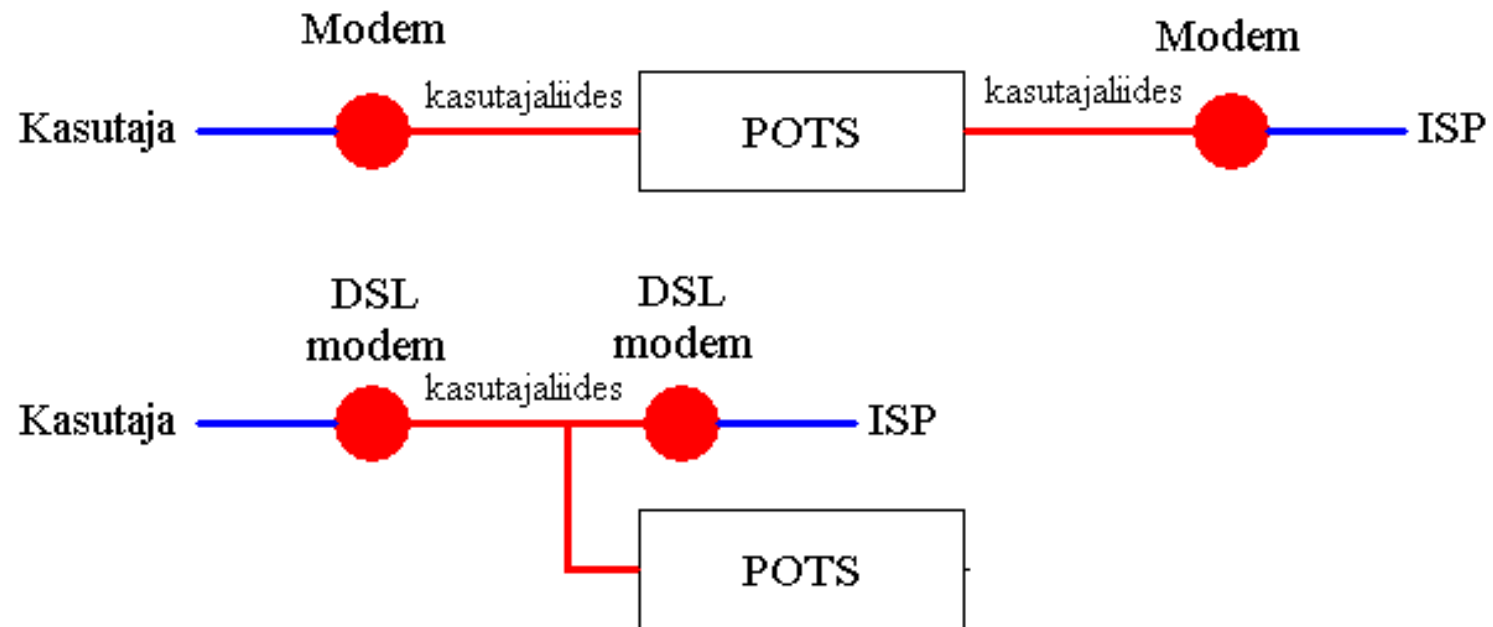 Modem
Modem
kasutajaliides
kasutajaliides
Kasutaja
POTS
ISP
DSL
modem
DSL
modem
kasutajaliides
Kasutaja
ISP
POTS